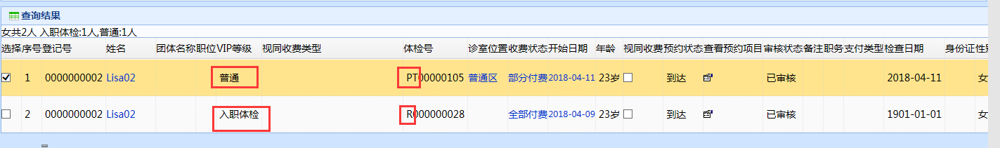 查询结果
女共2人 入职体检:1人,普通:1人
选择 序号 登记号 姓名 团体名称 职位 VIP等级 视同收费类型 体检号 诊室位置 收费状态 开始日期 年龄 视同收费 预约状态 查看预约项目 审核状态 备注 职务 支付类型 检查日期 身份证 性别
1 0000000002 Lisa02 普通 PT00000105 普通区 部分付费 2018-04-11 23岁 到达 已审核 2018-04-11 女
2 0000000002 Lisa02 入职体检 R000000028 全部付费 2018-04-09 23岁 到达 已审核 1901-01-01 女